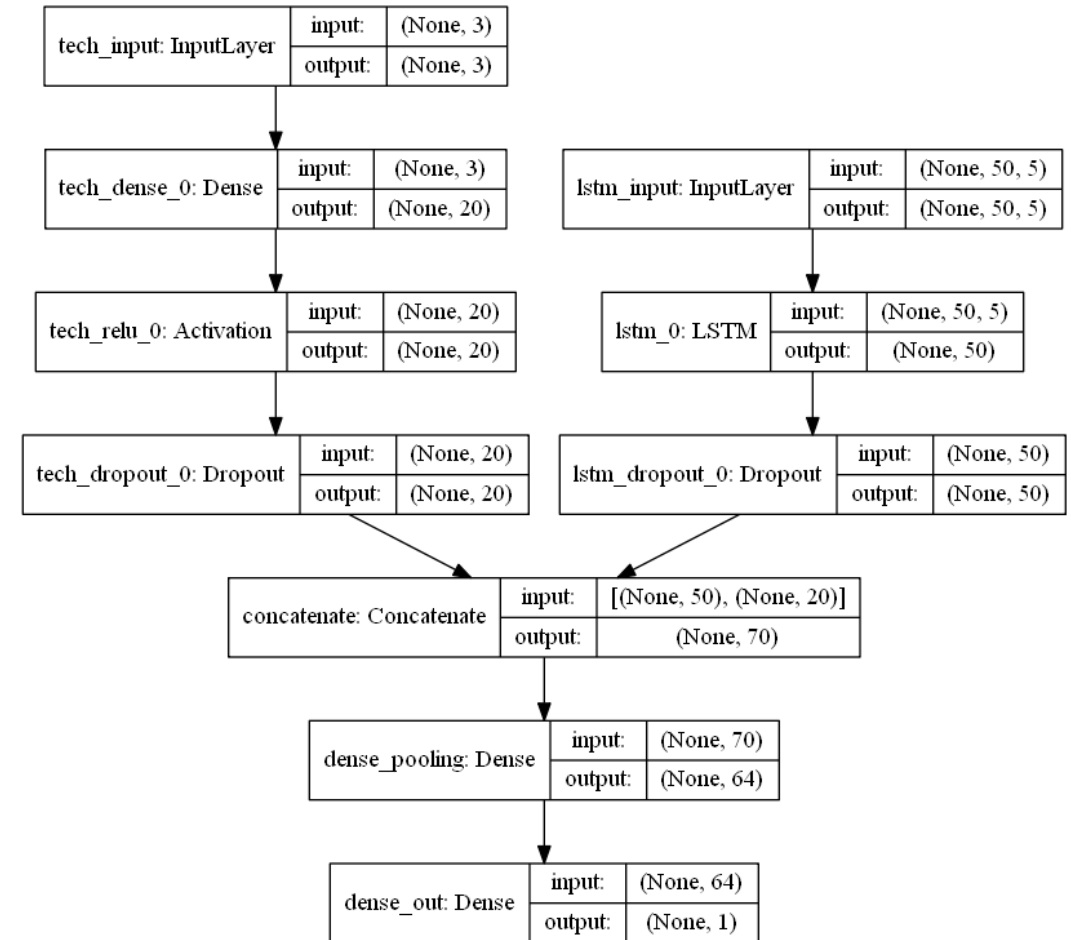 tech_input: InputLayer
input: (None, 3)
output: (None, 3)
tech_dense_0: Dense
input: (None, 3)
output: (None, 20)
lstm_input: InputLayer
input: (None, 50, 5)
output: (None, 50, 5)
tech_relu_0: Activation
input: (None, 20)
output: (None, 20)
lstm_0: LSTM
input: (None, 50, 5)
output: (None, 50)
tech_dropout_0: Dropout
input: (None, 20)
output: (None, 20)
lstm_dropout_0: Dropout
input: (None, 50)
output: (None, 50)
concatenate: Concatenate
input: [(None, 50), (None, 20)]
output: (None, 70)
dense_pooling: Dense
input: (None, 70)
output: (None, 64)
dense_out: Dense
input: (None, 64)
output: (None, 1)